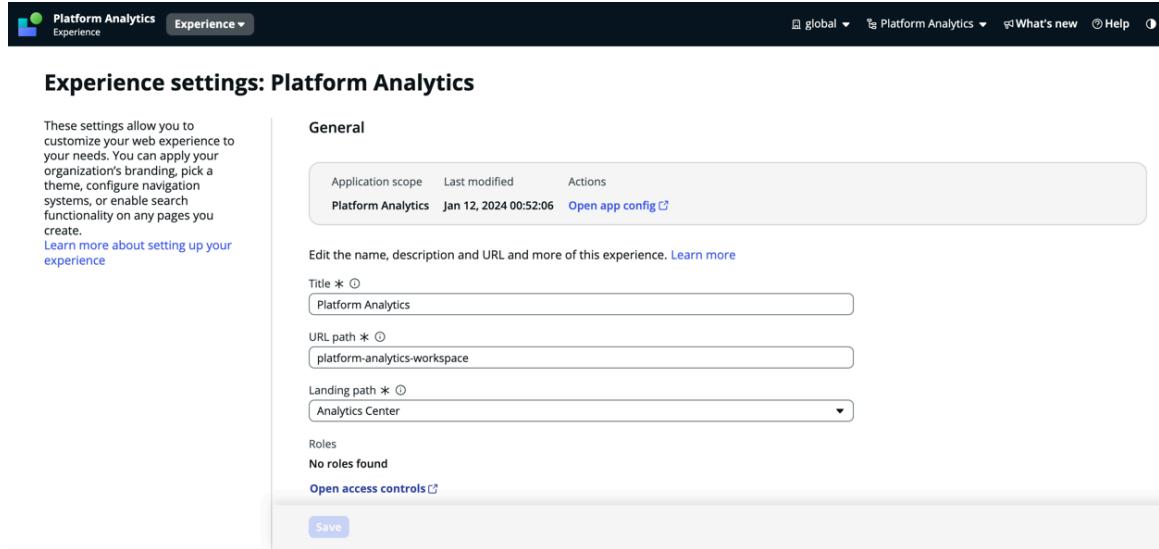 Platform Analytics
Experience
Experience
global
Platform Analytics
What's new
Help
Experience settings: Platform Analytics
These settings allow you to
customize your web experience to
your needs. You can apply your
organization's branding, pick a
theme, configure navigation
systems, or enable search
functionality on any pages you
create.
Learn more about setting up your
experience
General
Application scope Last modified Actions
Platform Analytics Jan 12, 2024 00:52:06 Open app config
Edit the name, description and URL and more of this experience. Learn more
Title *
Platform Analytics
URL path *
platform-analytics-workspace
Landing path *
Analytics Center
Roles
No roles found
Open access controls
Save